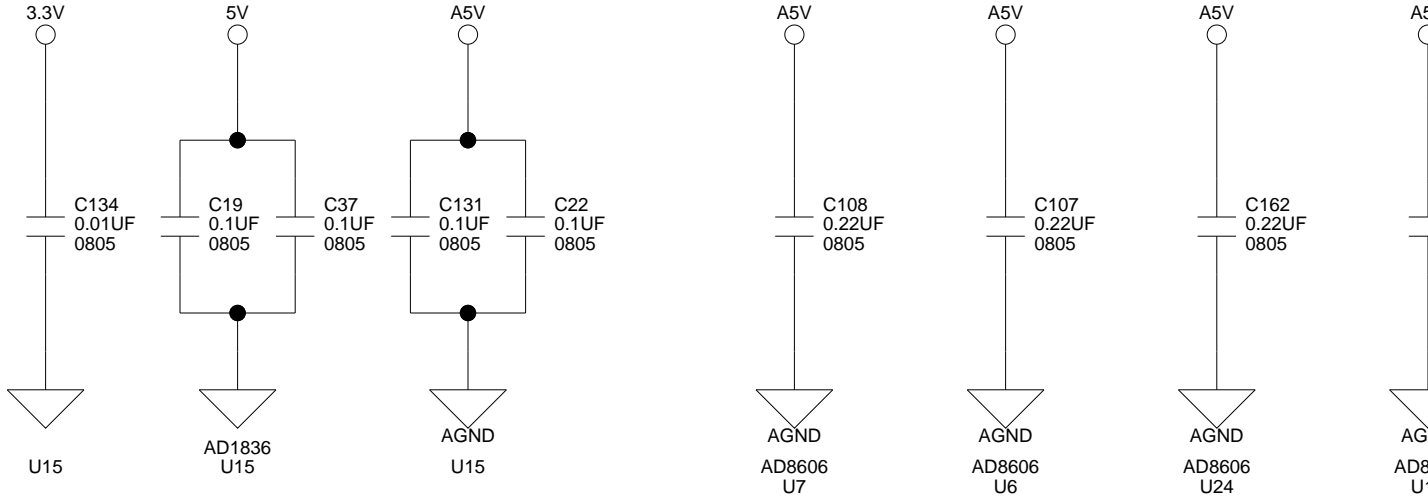 3.3V
5V
A5V
A5V
A5V
A5V
C134
0.01UF
0805
C19
0.1UF
0805
C37
0.1UF
0805
C131
0.1UF
0805
C22
0.1UF
0805
C108
0.22UF
0805
C107
0.22UF
0805
C162
0.22UF
0805
U15
AD1836
U15
AGND
U15
AGND
AD8606
U7
AGND
AD8606
U6
AGND
AD8606
U24